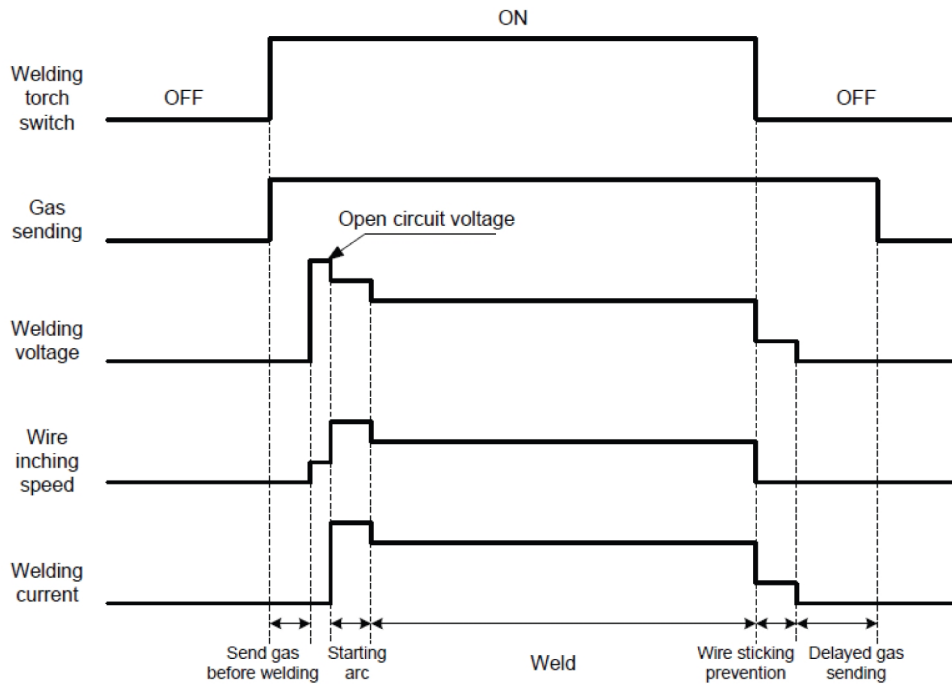 ON
Welding
torch
switch
OFF
OFF
Gas
sending
Open circuit voltage
Welding
voltage
Wire
inching
speed
Welding
current
Send gas
before welding
Starting
arc
Weld
Wire sticking
prevention
Delayed gas
sending